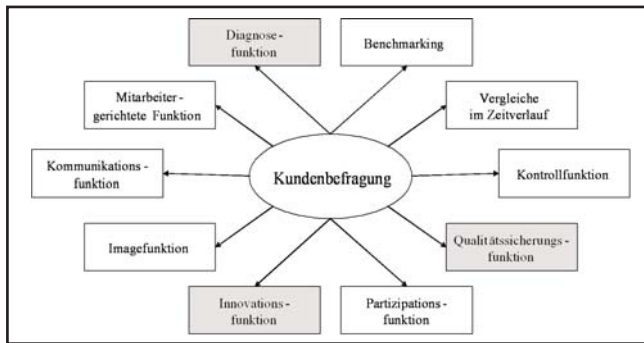 Diagnose-
funktion
Benchmarking
Mitarbeiter-
gerichtete Funktion
Vergleiche
im Zeitverlauf
Kommunikations-
funktion
Kundenbefragung
Kontrollfunktion
Imagefunktion
Qualitätssicherungs-
funktion
Innovations-
funktion
Partizipations-
funktion